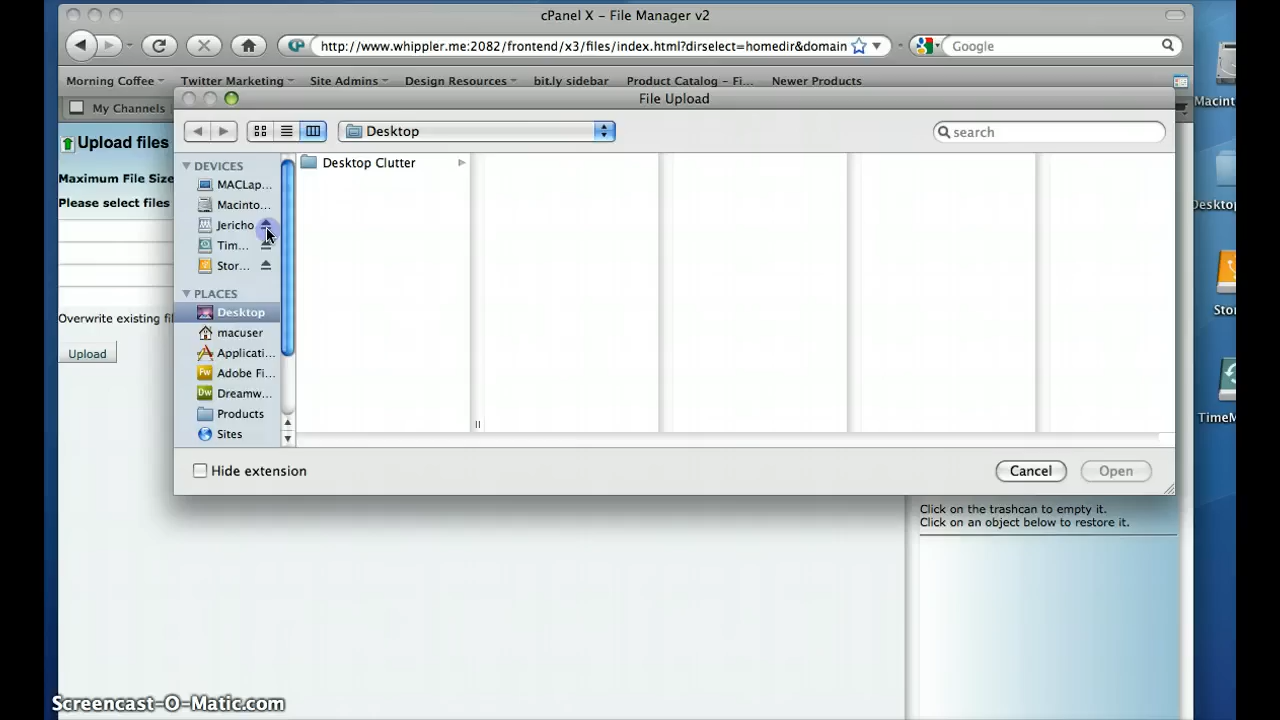 cPanel X – File Manager v2
http://www.whippler.me:2082/frontend/x3/files/index.html?dirselect=homedir&domain
Google
Morning Coffee
Twitter Marketing
Site Admins
Design Resources
bit.ly sidebar
Product Catalog – Fi...
Newer Products
My Channels
File Upload
Desktop
search
Upload files
Maximum File Size
Please select files
Overwrite existing fil
Upload
DEVICES
MACLap...
Macinto...
Jericho
Tim...
Stor...
PLACES
Desktop
macuser
Applicati...
Adobe Fi...
Dreamw...
Products
Sites
Desktop Clutter
Hide extension
Cancel
Open
Click on the trashcan to empty it.
Click on an object below to restore it.
Macint
Desktop
Stor
TimeM
Screencast-O-Matic.com